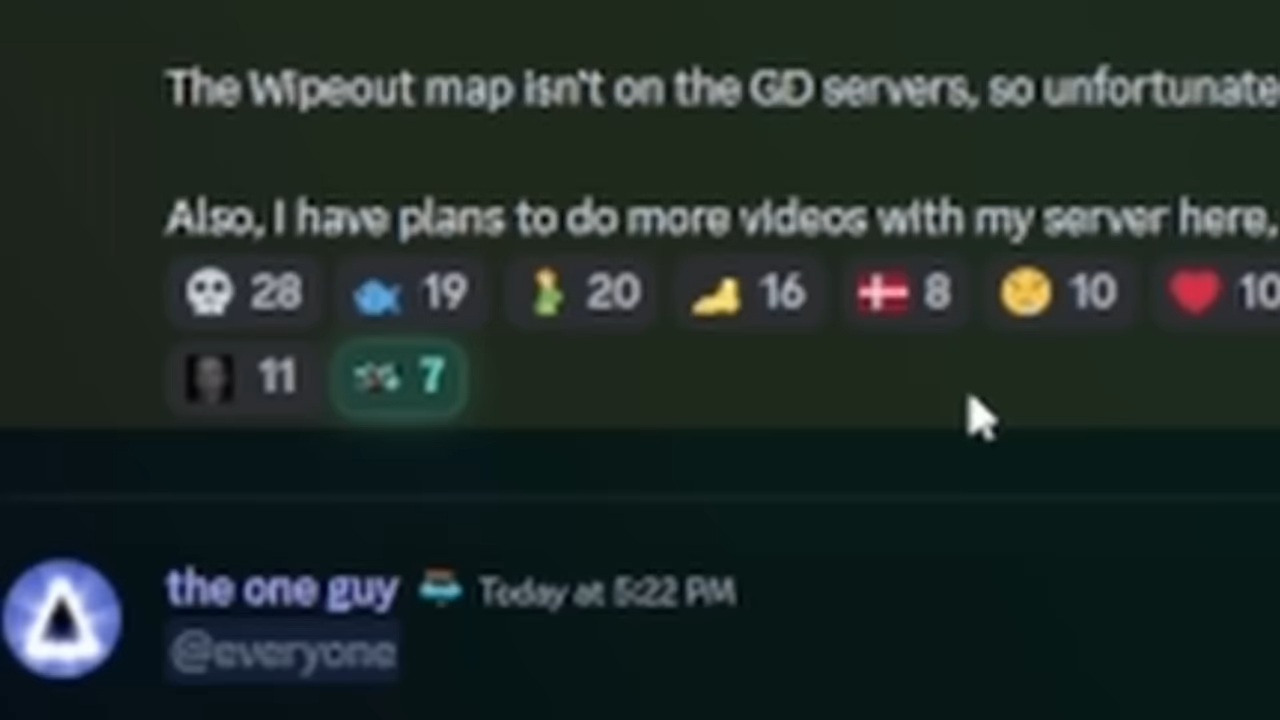 The Wipeout map isn't on the GD servers, so unfortunate
Also, I have plans to do more videos with my server here,
28 19 20 16 8 10 10
11 7
the one guy Today at 5:22 PM
@everyone